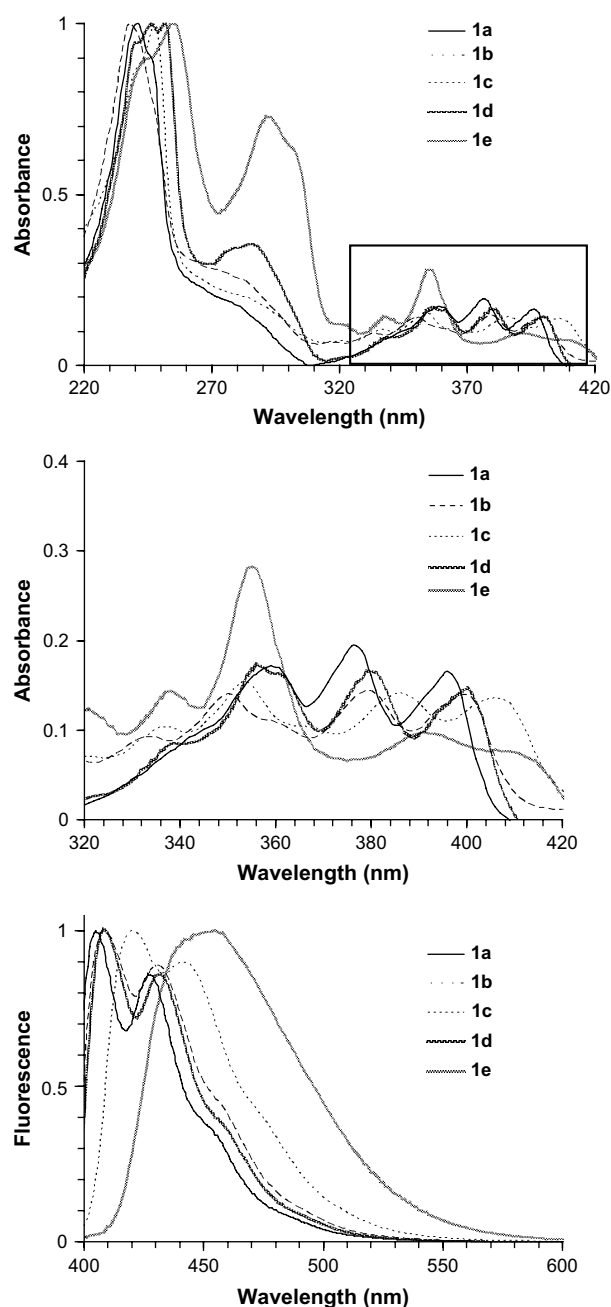 1
0.5
0
Absorbance
220
270
320
370
420
Wavelength (nm)
1a
1b
1c
1d
1e
0.4
0.3
0.2
0.1
0
Absorbance
320
340
360
380
400
420
Wavelength (nm)
1a
1b
1c
1d
1e
1
0.5
0
Fluorescence
400
450
500
550
600
Wavelength (nm)
1a
1b
1c
1d
1e